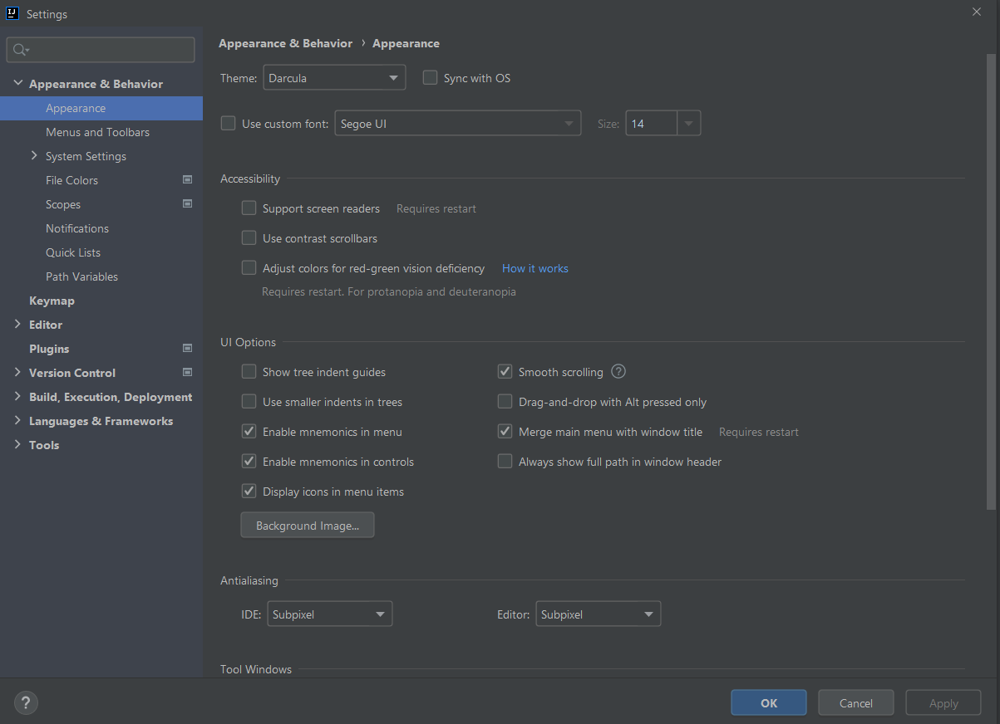 Settings
Appearance & Behavior
Appearance
Menus and Toolbars
System Settings
File Colors
Scopes
Notifications
Quick Lists
Path Variables
Keymap
Editor
Plugins
Version Control
Build, Execution, Deployment
Languages & Frameworks
Tools
Appearance & Behavior › Appearance
Theme: Darcula Sync with OS
Use custom font: Segoe UI Size: 14
Accessibility
Support screen readers Requires restart
Use contrast scrollbars
Adjust colors for red-green vision deficiency How it works
Requires restart. For protanopia and deuteranopia
UI Options
Show tree indent guides Smooth scrolling ?
Use smaller indents in trees Drag-and-drop with Alt pressed only
Enable mnemonics in menu Merge main menu with window title Requires restart
Enable mnemonics in controls Always show full path in window header
Display icons in menu items
Background Image...
Antialiasing
IDE: Subpixel Editor: Subpixel
Tool Windows
? OK Cancel Apply